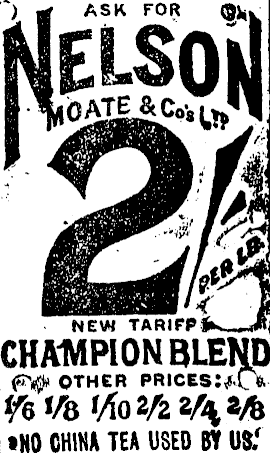 ASK FOR
NELSON
MOATE & Co's LTD
2/
PER LB.
NEW TARIFF
CHAMPION BLEND
OTHER PRICES:
1/6 1/8 1/10 2/2 2/4 2/8
NO CHINA TEA USED BY US.